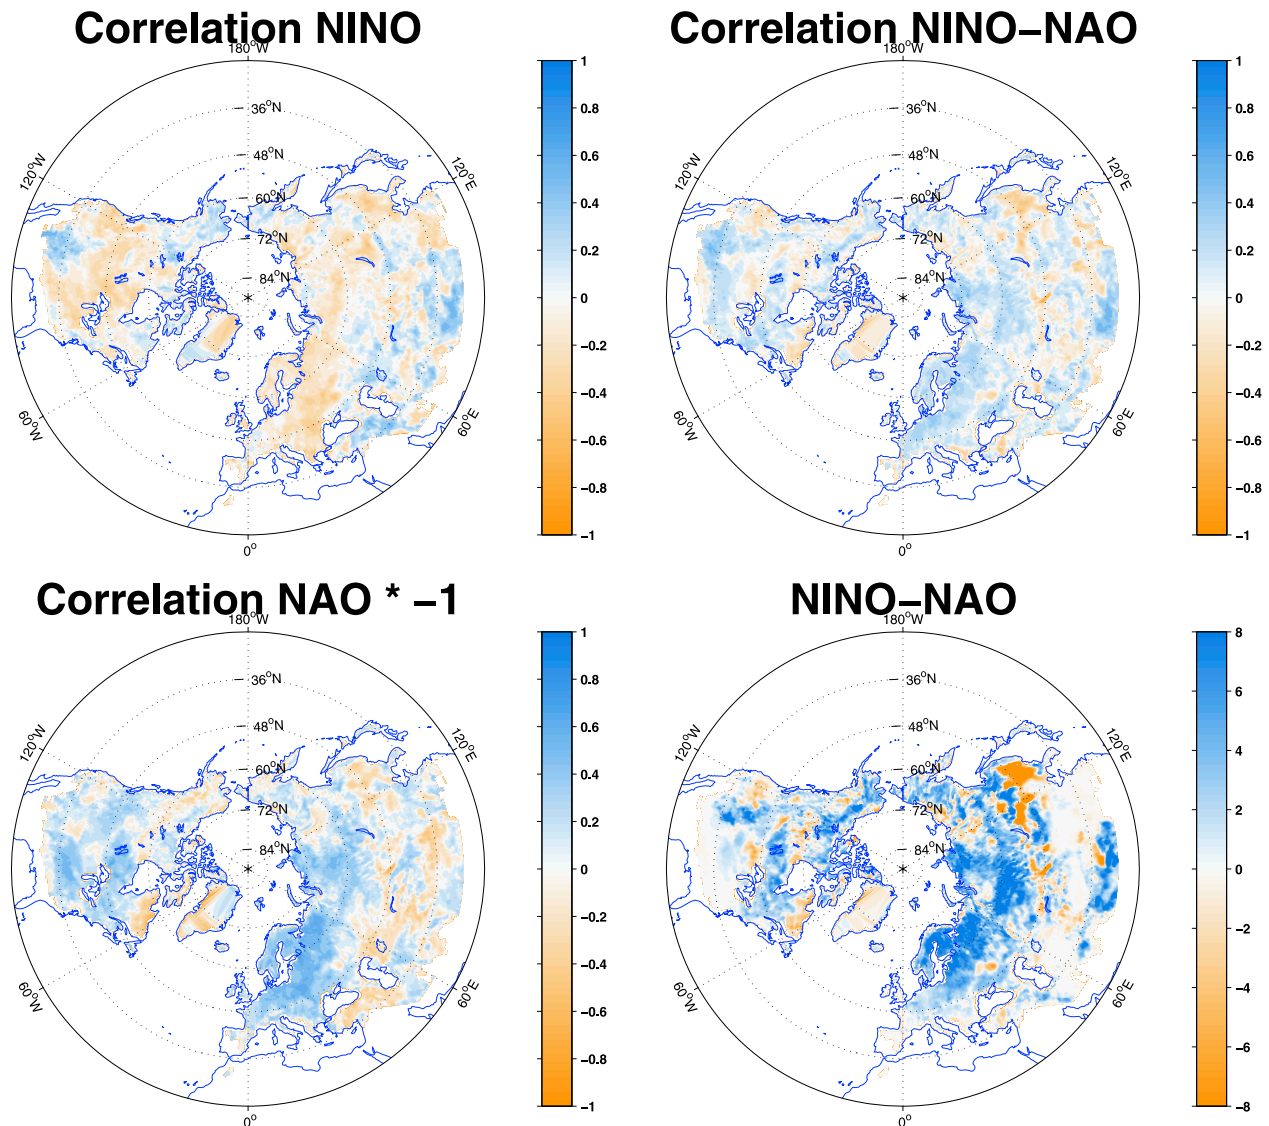 Correlation NINO
180°W
36°N
48°N
60°N
72°N
84°N
120°W
120°E
60°W
60°E
0°
1
0.8
0.6
0.4
0.2
0
−0.2
−0.4
−0.6
−0.8
−1
Correlation NINO−NAO
180°W
36°N
48°N
60°N
72°N
84°N
120°W
120°E
60°W
60°E
0°
1
0.8
0.6
0.4
0.2
0
−0.2
−0.4
−0.6
−0.8
−1
Correlation NAO * −1
180°W
36°N
48°N
60°N
72°N
84°N
120°W
120°E
60°W
60°E
0°
1
0.8
0.6
0.4
0.2
0
−0.2
−0.4
−0.6
−0.8
−1
NINO−NAO
180°W
36°N
48°N
60°N
72°N
84°N
120°W
120°E
60°W
60°E
0°
8
6
4
2
0
−2
−4
−6
−8